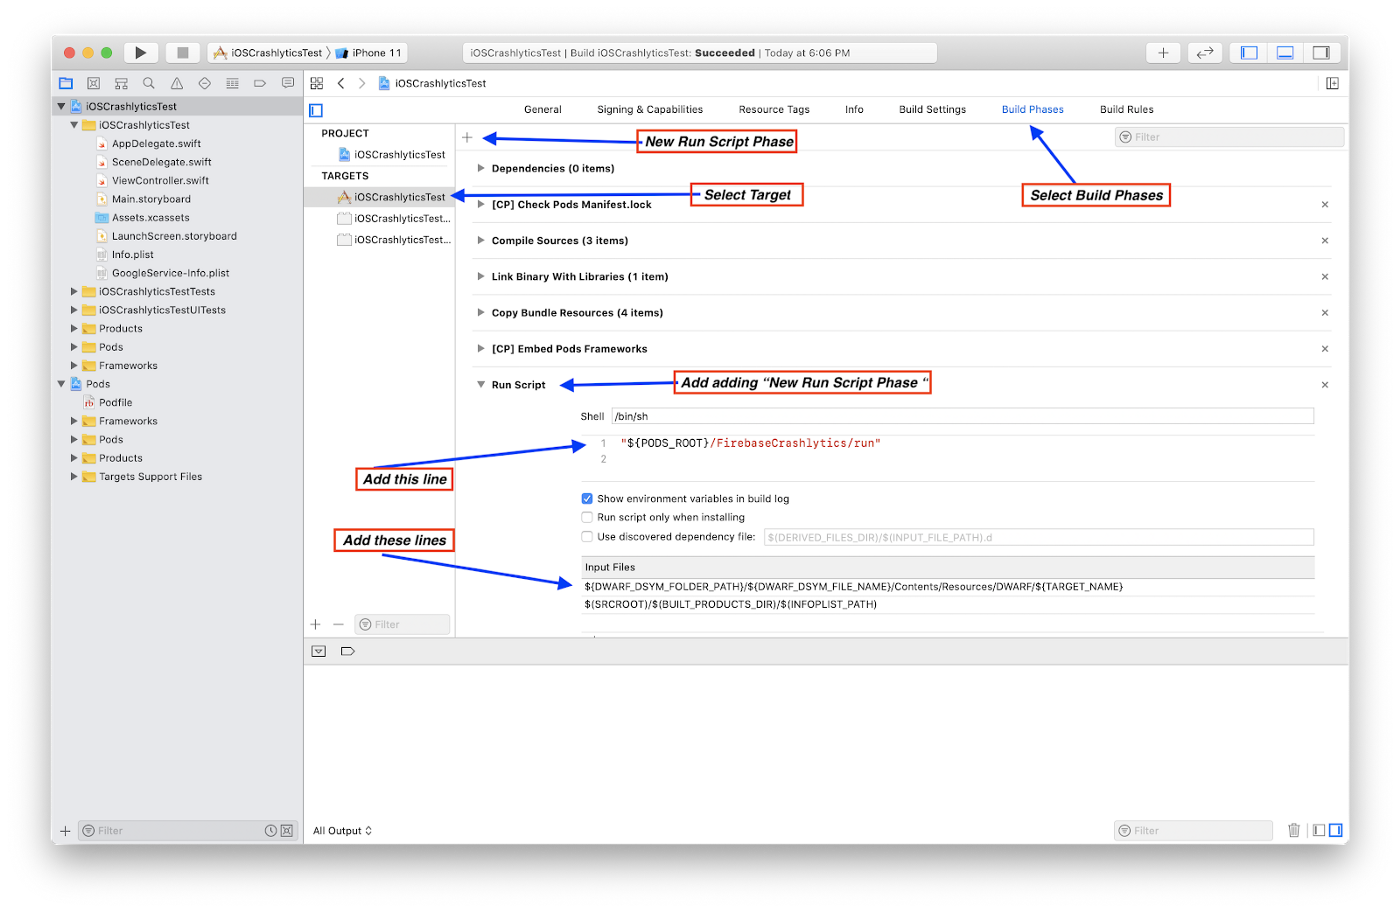 iOSCrashlyticsTest 〉 iPhone 11
iOSCrashlyticsTest | Build iOSCrashlyticsTest: Succeeded | Today at 6:06 PM
iOSCrashlyticsTest
iOSCrashlyticsTest
AppDelegate.swift
SceneDelegate.swift
ViewController.swift
Main.storyboard
Assets.xcassets
LaunchScreen.storyboard
Info.plist
GoogleService-Info.plist
iOSCrashlyticsTestTests
iOSCrashlyticsTestUITests
Products
Pods
Frameworks
Pods
Podfile
Frameworks
Pods
Products
Targets Support Files
Filter
iOSCrashlyticsTest
General Signing & Capabilities Resource Tags Info Build Settings Build Phases Build Rules
PROJECT
iOSCrashlyticsTest
TARGETS
iOSCrashlyticsTest
iOSCrashlyticsTest...
iOSCrashlyticsTest...
Filter
New Run Script Phase
Filter
Dependencies (0 items)
Select Target
Select Build Phases
[CP] Check Pods Manifest.lock
Compile Sources (3 items)
Link Binary With Libraries (1 item)
Copy Bundle Resources (4 items)
[CP] Embed Pods Frameworks
Run Script
Add adding “New Run Script Phase “
Shell /bin/sh
1 "${PODS_ROOT}/FirebaseCrashlytics/run"
2
Add this line
Show environment variables in build log
Run script only when installing
Use discovered dependency file: $(DERIVED_FILES_DIR)/$(INPUT_FILE_PATH).d
Add these lines
Input Files
${DWARF_DSYM_FOLDER_PATH}/${DWARF_DSYM_FILE_NAME}/Contents/Resources/DWARF/${TARGET_NAME}
$(SRCROOT)/$(BUILT_PRODUCTS_DIR)/$(INFOPLIST_PATH)
All Output
Filter